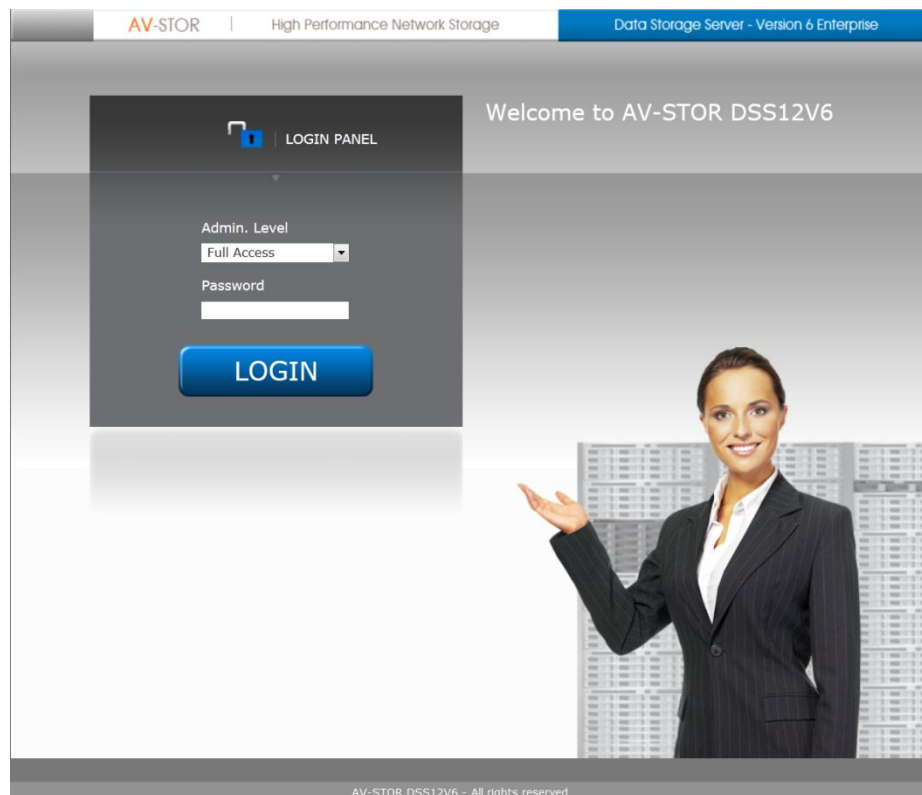 AV-STOR | High Performance Network Storage Data Storage Server - Version 6 Enterprise
Welcome to AV-STOR DSS12V6
LOGIN PANEL
Admin. Level
Full Access
Password
LOGIN
AV-STOR DSS12V6 - All rights reserved